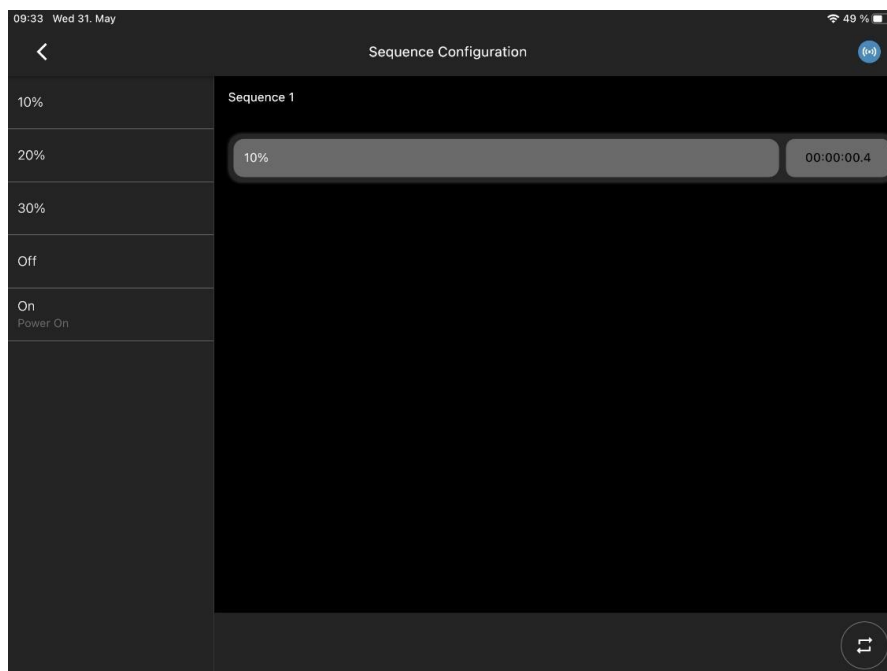 09:33 Wed 31. May
49 %
Sequence Configuration
10%
20%
30%
Off
On
Power On
Sequence 1
10%
00:00:00.4